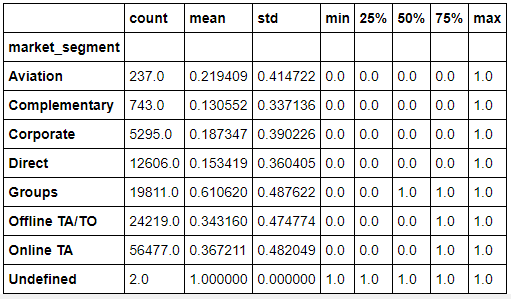 count mean std min 25% 50% 75% max
market_segment
Aviation 237.0 0.219409 0.414722 0.0 0.0 0.0 0.0 1.0
Complementary 743.0 0.130552 0.337136 0.0 0.0 0.0 0.0 1.0
Corporate 5295.0 0.187347 0.390226 0.0 0.0 0.0 0.0 1.0
Direct 12606.0 0.153419 0.360405 0.0 0.0 0.0 0.0 1.0
Groups 19811.0 0.610620 0.487622 0.0 0.0 1.0 1.0 1.0
Offline TA/TO 24219.0 0.343160 0.474774 0.0 0.0 0.0 1.0 1.0
Online TA 56477.0 0.367211 0.482049 0.0 0.0 0.0 1.0 1.0
Undefined 2.0 1.000000 0.000000 1.0 1.0 1.0 1.0 1.0